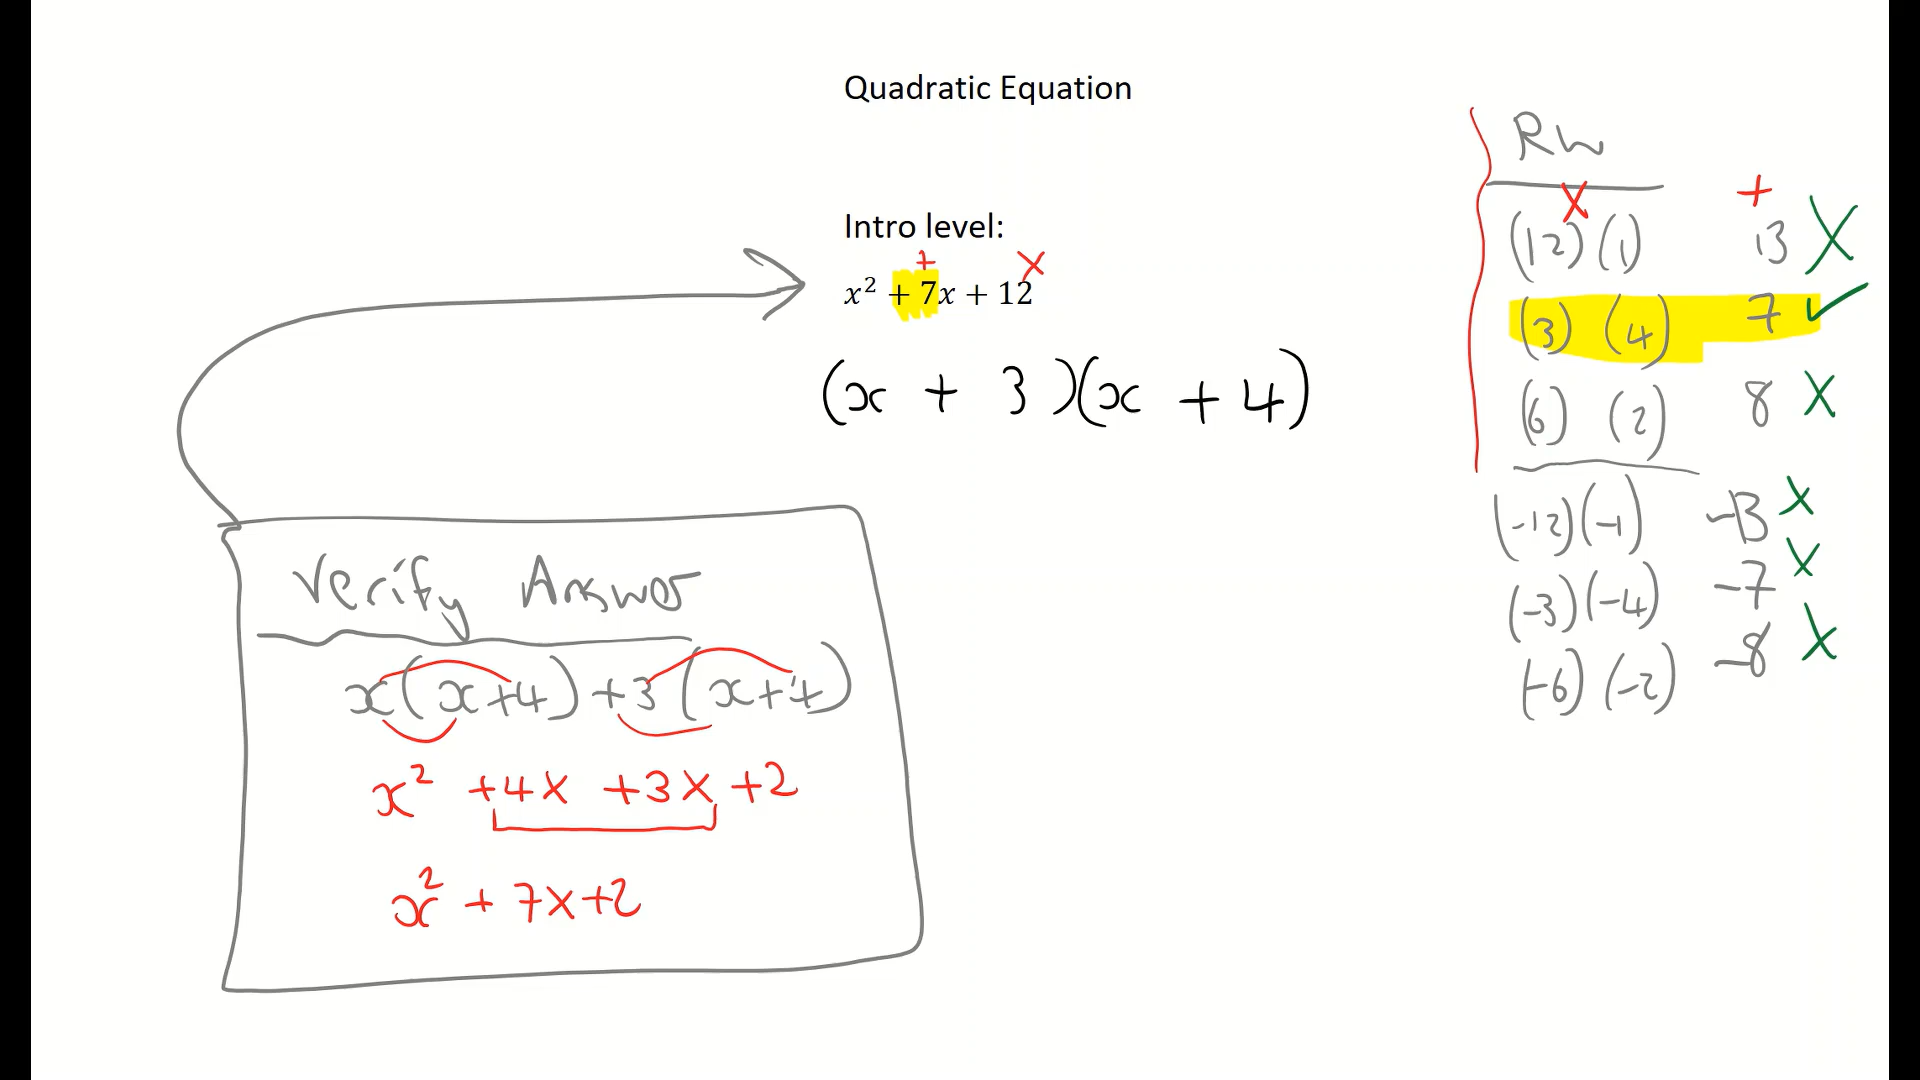 Quadratic Equation
Intro level:
+ ×
x² + 7x + 12
(x + 3)(x + 4)
Rw
× +
(12)(1) 13 ×
(3)(4) 7 ✓
(6)(2) 8 ×
(-12)(-1) -13 ×
(-3)(-4) -7 ×
(-6)(-2) -8 ×
Verify Answer
x(x+4)+3(x+4)
x² +4x +3x +2
x² + 7x+2